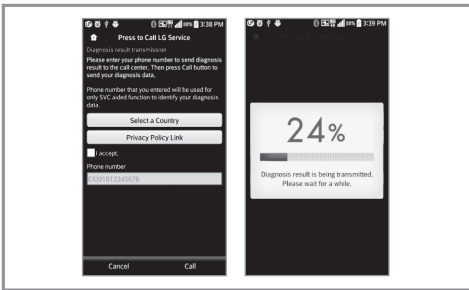 88% 3:38 PM
Press to Call LG Service
Diagnosis result transmission
Please enter your phone number to send diagnosis
result to the call center. Then press Call button to
send your diagnosis data.
Phone number that you entered will be used for
only SVC aided function to identify your diagnosis
data.
Select a Country
Privacy Policy Link
I accept.
Phone number
Cancel Call
88% 3:39 PM
24%
Diagnosis result is being transmitted.
Please wait for a while.